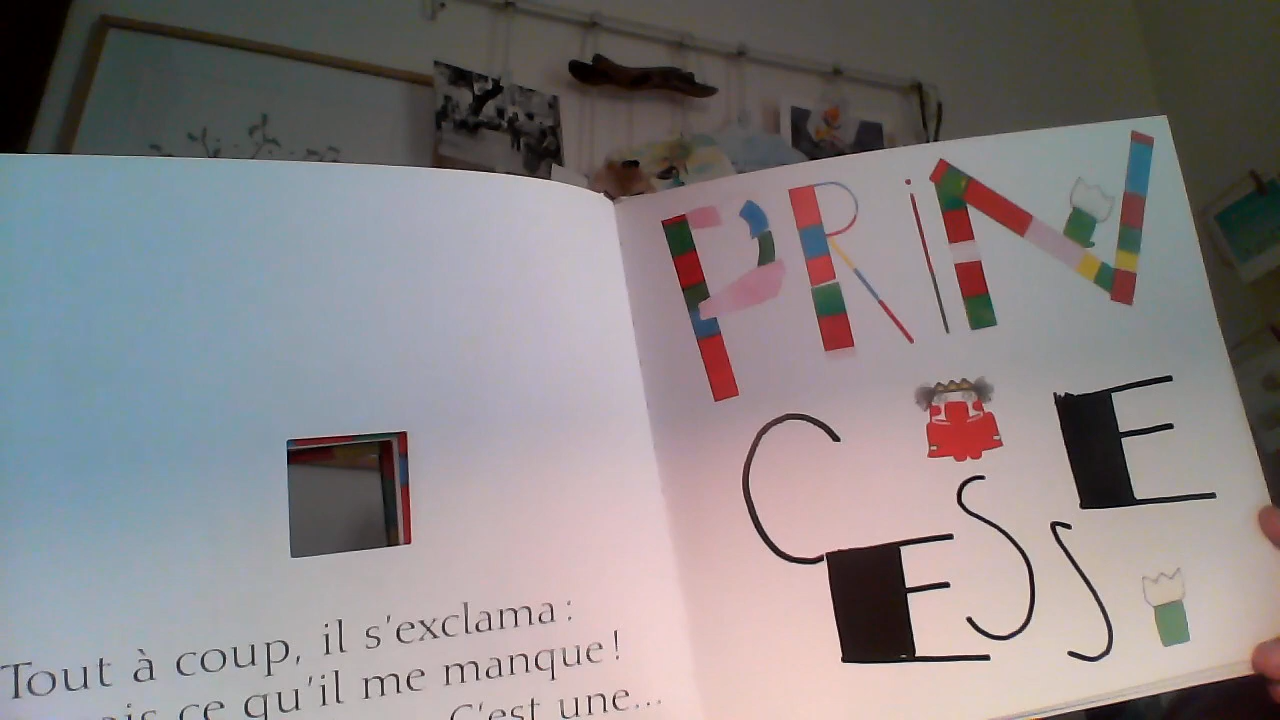 Tout à coup, il s'exclama :
ce qu'il me manque !
C'est une...
PRIN
CESSE